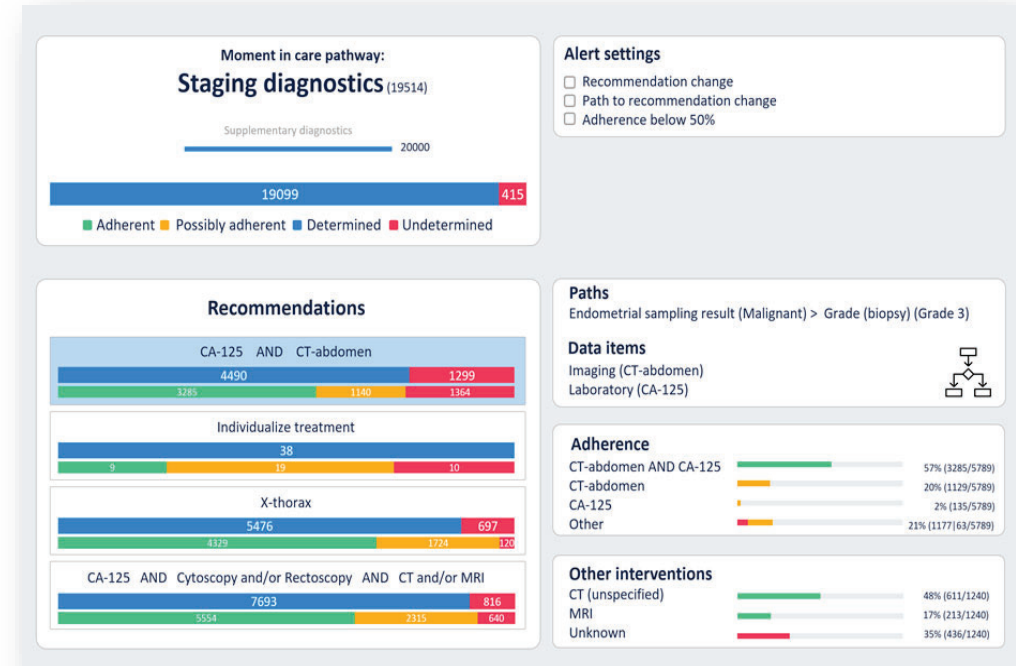 Moment in care pathway:
Staging diagnostics (19514)
Supplementary diagnostics
20000
19099 415
Adherent Possibly adherent Determined Undetermined
Alert settings
Recommendation change
Path to recommendation change
Adherence below 50%
Recommendations
CA-125 AND CT-abdomen
4490 1299
3285 1140 1364
Individualize treatment
38
9 19 10
X-thorax
5476 697
4329 1724 120
CA-125 AND Cytoscopy and/or Rectoscopy AND CT and/or MRI
7693 816
5554 2315 640
Paths
Endometrial sampling result (Malignant) > Grade (biopsy) (Grade 3)
Data items
Imaging (CT-abdomen)
Laboratory (CA-125)
Adherence
CT-abdomen AND CA-125 57% (3285/5789)
CT-abdomen 20% (1129/5789)
CA-125 2% (135/5789)
Other 21% (1177|63/5789)
Other interventions
CT (unspecified) 48% (611/1240)
MRI 17% (213/1240)
Unknown 35% (436/1240)